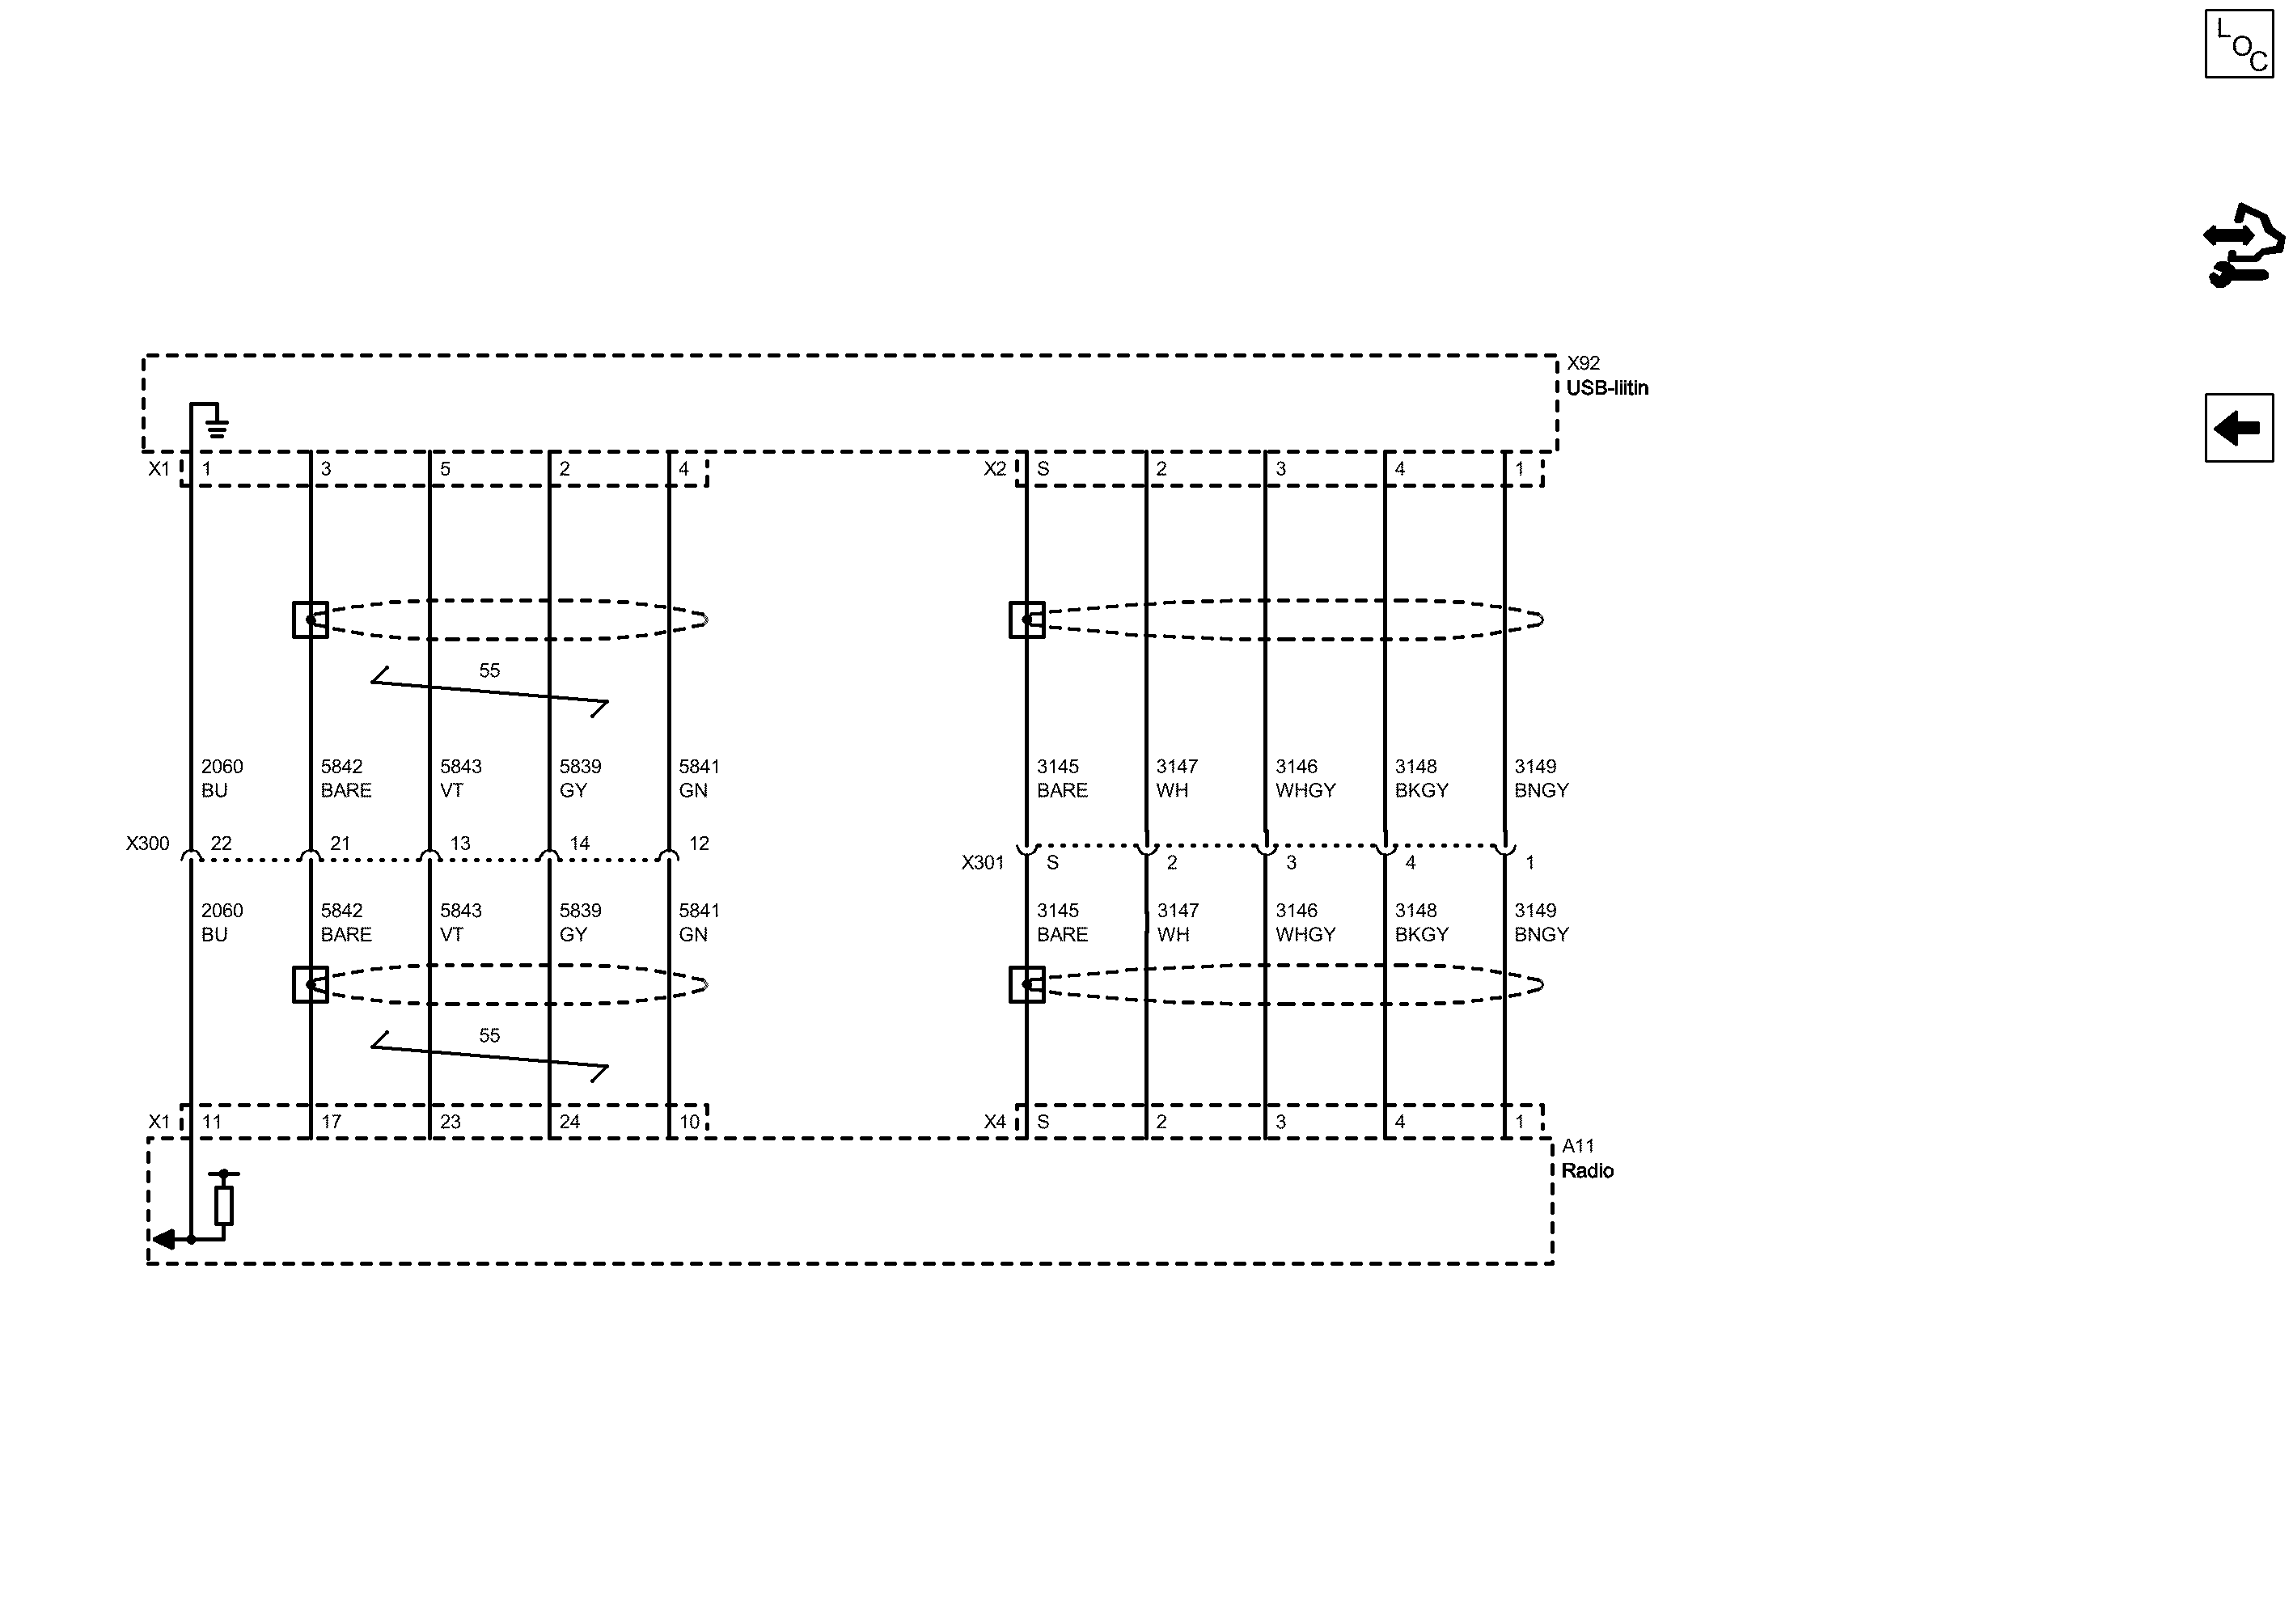 L
O
C
X92
USB-liitin
X1 1 3 5 2 4 X2 S 2 3 4 1
55
2060 5842 5843 5839 5841 3145 3147 3146 3148 3149
BU BARE VT GY GN BARE WH WHGY BKGY BNGY
X300 22 21 13 14 12
X301 S 2 3 4 1
2060 5842 5843 5839 5841 3145 3147 3146 3148 3149
BU BARE VT GY GN BARE WH WHGY BKGY BNGY
55
X1 11 17 23 24 10 X4 S 2 3 4 1
A11
Radio